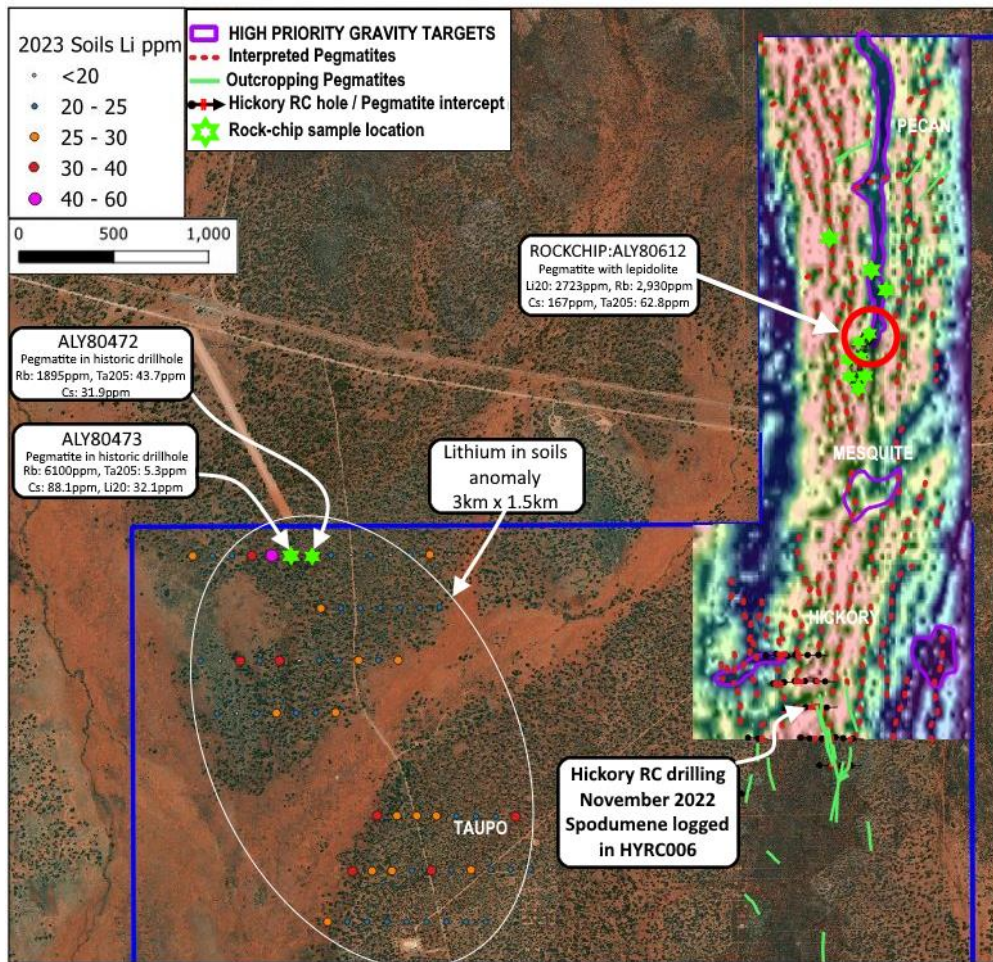 2023 Soils Li ppm
<20
20 - 25
25 - 30
30 - 40
40 - 60
0 500 1,000
HIGH PRIORITY GRAVITY TARGETS
Interpreted Pegmatites
Outcropping Pegmatites
Hickory RC hole / Pegmatite intercept
Rock-chip sample location
PECAN
ROCKCHIP:ALY80612
Pegmatite with lepidolite
Li20: 2723ppm, Rb: 2,930ppm
Cs: 167ppm, Ta205: 62.8ppm
ALY80472
Pegmatite in historic drillhole
Rb: 1895ppm, Ta205: 43.7ppm
Cs: 31.9ppm
ALY80473
Pegmatite in historic drillhole
Rb: 6100ppm, Ta205: 5.3ppm
Cs: 88.1ppm, Li20: 32.1ppm
Lithium in soils
anomaly
3km x 1.5km
MESQUITE
HICKORY
Hickory RC drilling
November 2022
Spodumene logged
in HYRC006
TAUPO